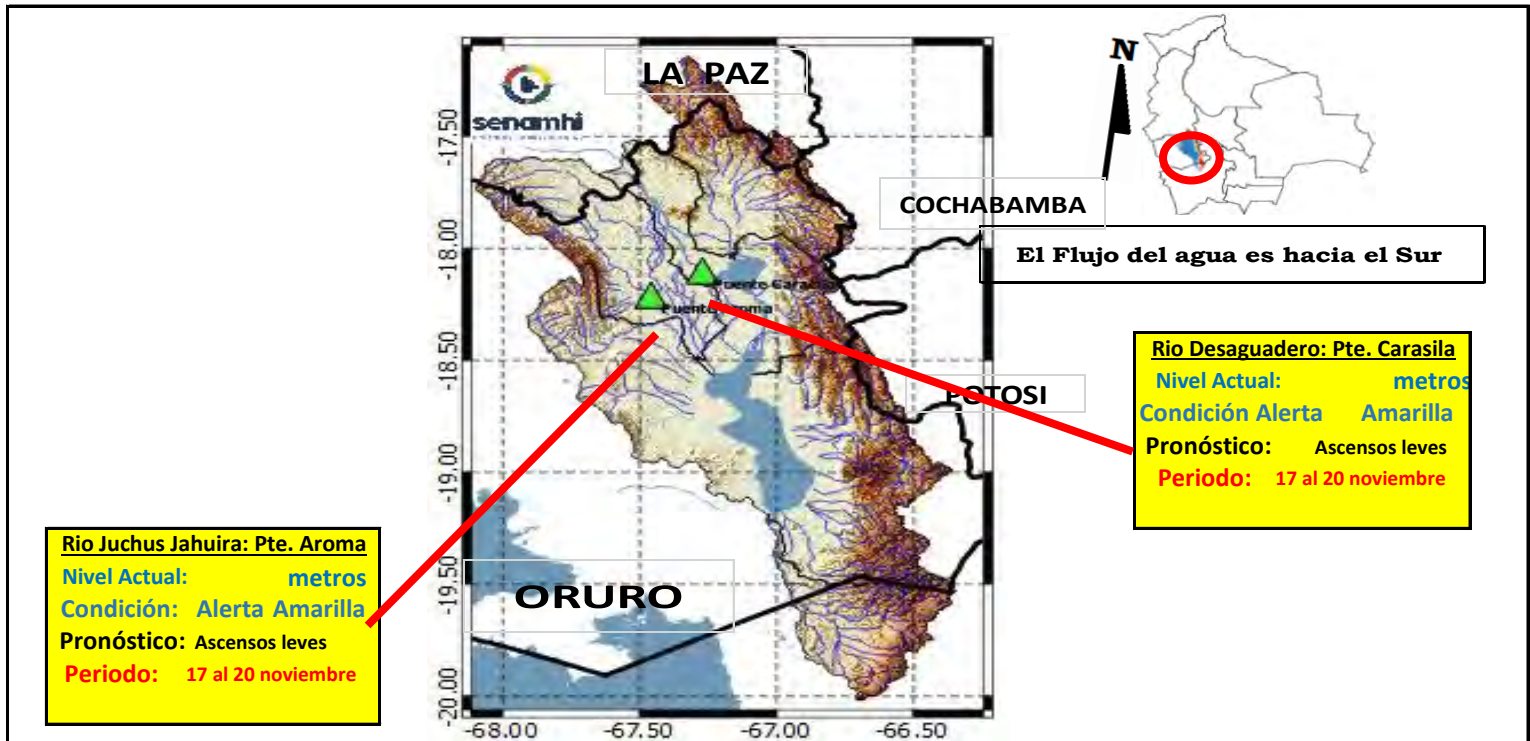 LA PAZ
N
senamhi
COCHABAMBA
El Flujo del agua es hacia el Sur
Puente
Puente
POTOSI
ORURO
Rio Desaguadero: Pte. Carasila
Nivel Actual: metros
Condición Alerta Amarilla
Pronóstico: Ascensos leves
Periodo: 17 al 20 noviembre
Rio Juchus Jahuira: Pte. Aroma
Nivel Actual: metros
Condición: Alerta Amarilla
Pronóstico: Ascensos leves
Periodo: 17 al 20 noviembre
-17.50
-18.00
-18.50
-19.00
-19.50
-20.00
-68.00 -67.50 -67.00 -66.50